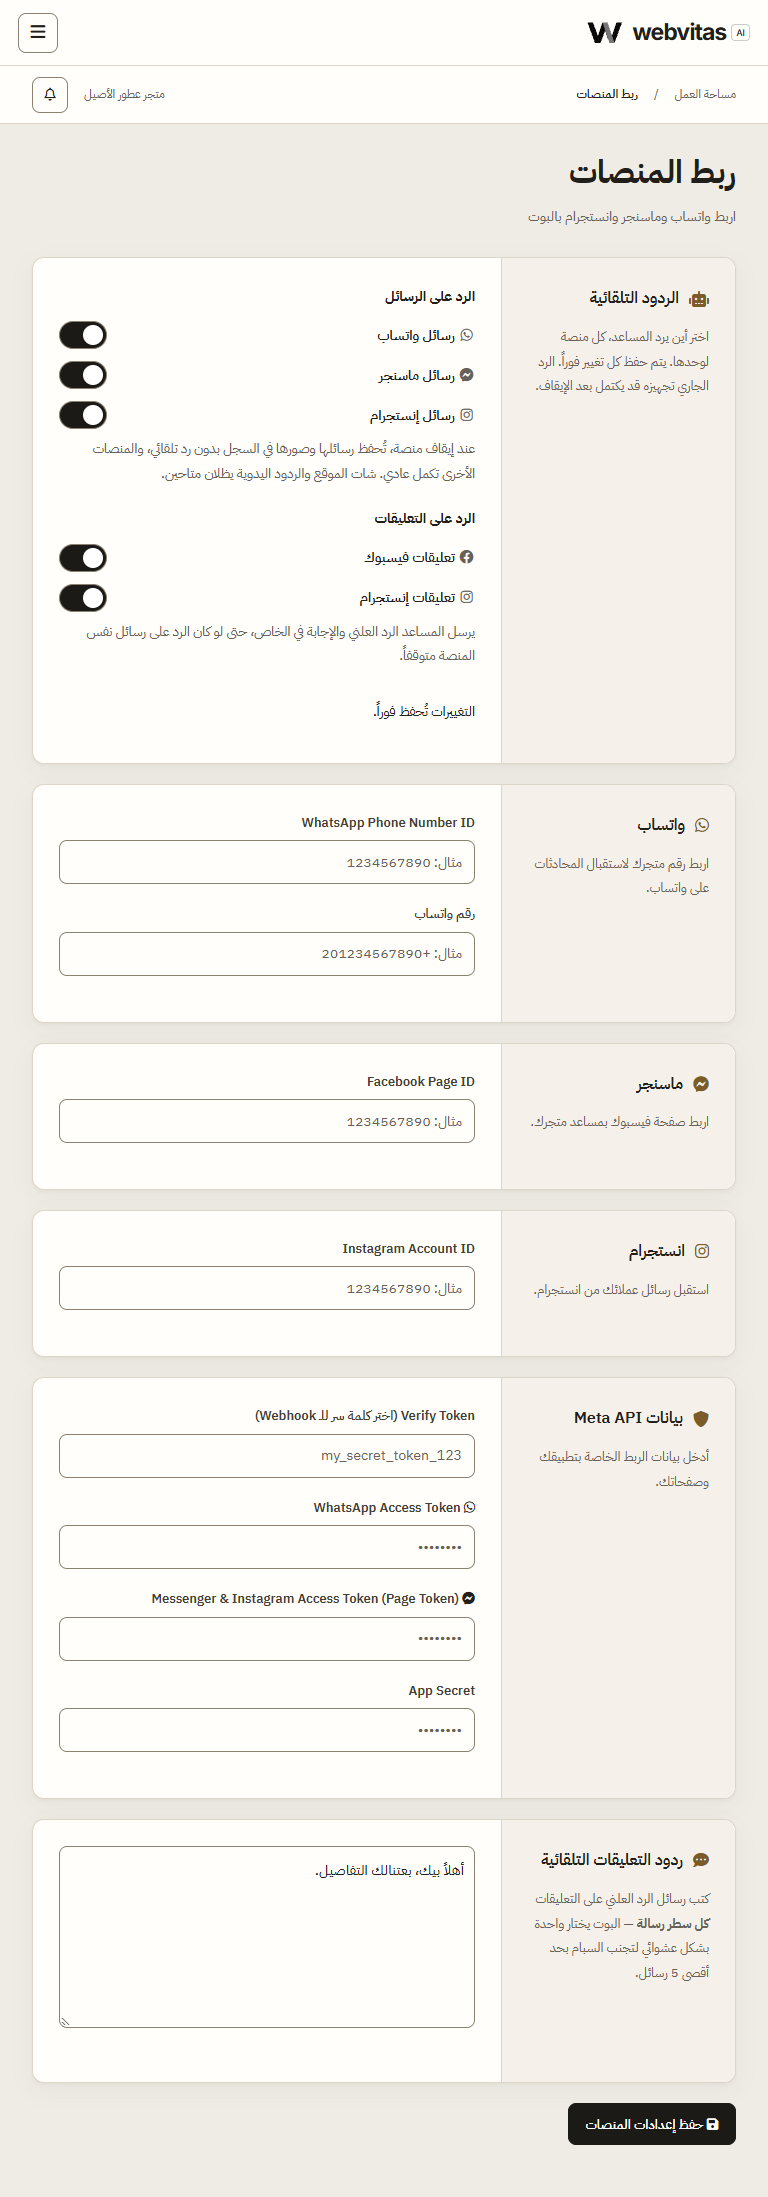 webvitas AI
مساحة العمل / ربط المنصات
متجر عطور الأصيل
ربط المنصات
اربط واتساب وماسنجر وانستجرام بالبوت
الردود التلقائية
اختر أين يرد المساعد، كل منصة
لوحدها. يتم حفظ كل تغيير فوراً. الرد
الجاري تجهيزه قد يكتمل بعد الإيقاف.
الرد على الرسائل
رسائل واتساب
رسائل ماسنجر
رسائل إنستجرام
عند إيقاف منصة، تُحفظ رسائلها وصورها في السجل بدون رد تلقائي، والمنصات
الأخرى تكمل عادي. شات الموقع والردود اليدوية يظلان متاحين.
الرد على التعليقات
تعليقات فيسبوك
تعليقات إنستجرام
يرسل المساعد الرد العلني والإجابة في الخاص، حتى لو كان الرد على رسائل نفس
المنصة متوقفاً.
التغييرات تُحفظ فوراً.
واتساب
اربط رقم متجرك لاستقبال المحادثات
على واتساب.
WhatsApp Phone Number ID
مثال: 1234567890
رقم واتساب
مثال: +201234567890
ماسنجر
اربط صفحة فيسبوك بمساعد متجرك.
Facebook Page ID
مثال: 1234567890
انستجرام
استقبل رسائل عملائك من انستجرام.
Instagram Account ID
مثال: 1234567890
بيانات Meta API
أدخل بيانات الربط الخاصة بتطبيقك
وصفحاتك.
Verify Token (اختر كلمة سر للـ Webhook)
my_secret_token_123
WhatsApp Access Token
••••••••
Messenger & Instagram Access Token (Page Token)
••••••••
App Secret
••••••••
ردود التعليقات التلقائية
كتب رسائل الرد العلني على التعليقات
كل سطر رسالة — البوت يختار واحدة
بشكل عشوائي لتجنب السبام بحد
أقصى 5 رسائل.
أهلاً بيك، بعتنالك التفاصيل.
حفظ إعدادات المنصات